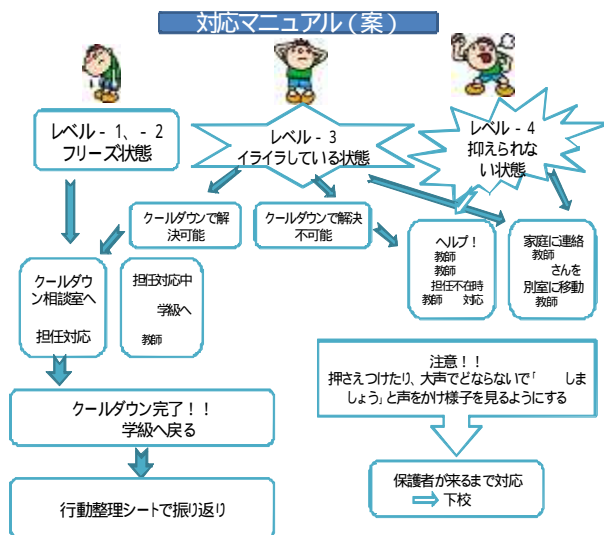 対応マニュアル(案)
レベル‐1、‐2
フリーズ状態
レベル‐3
イライラしている状態
レベル‐4
抑えられな
い状態
クールダウンで解
決可能
クールダウンで解決
不可能
クールダウ
ン相談室へ
担任対応
担任対応中
学級へ
教師
ヘルプ!
教師
教師
担任不在時
教師 対応
家庭に連絡
教師
さんを
別室に移動
教師
注意!!
押さえつけたり、大声でどならないで「 しま
しょう」と声をかけ様子を見るようにする
クールダウン完了!!
学級へ戻る
行動整理シートで振り返り
保護者が来るまで対応
下校